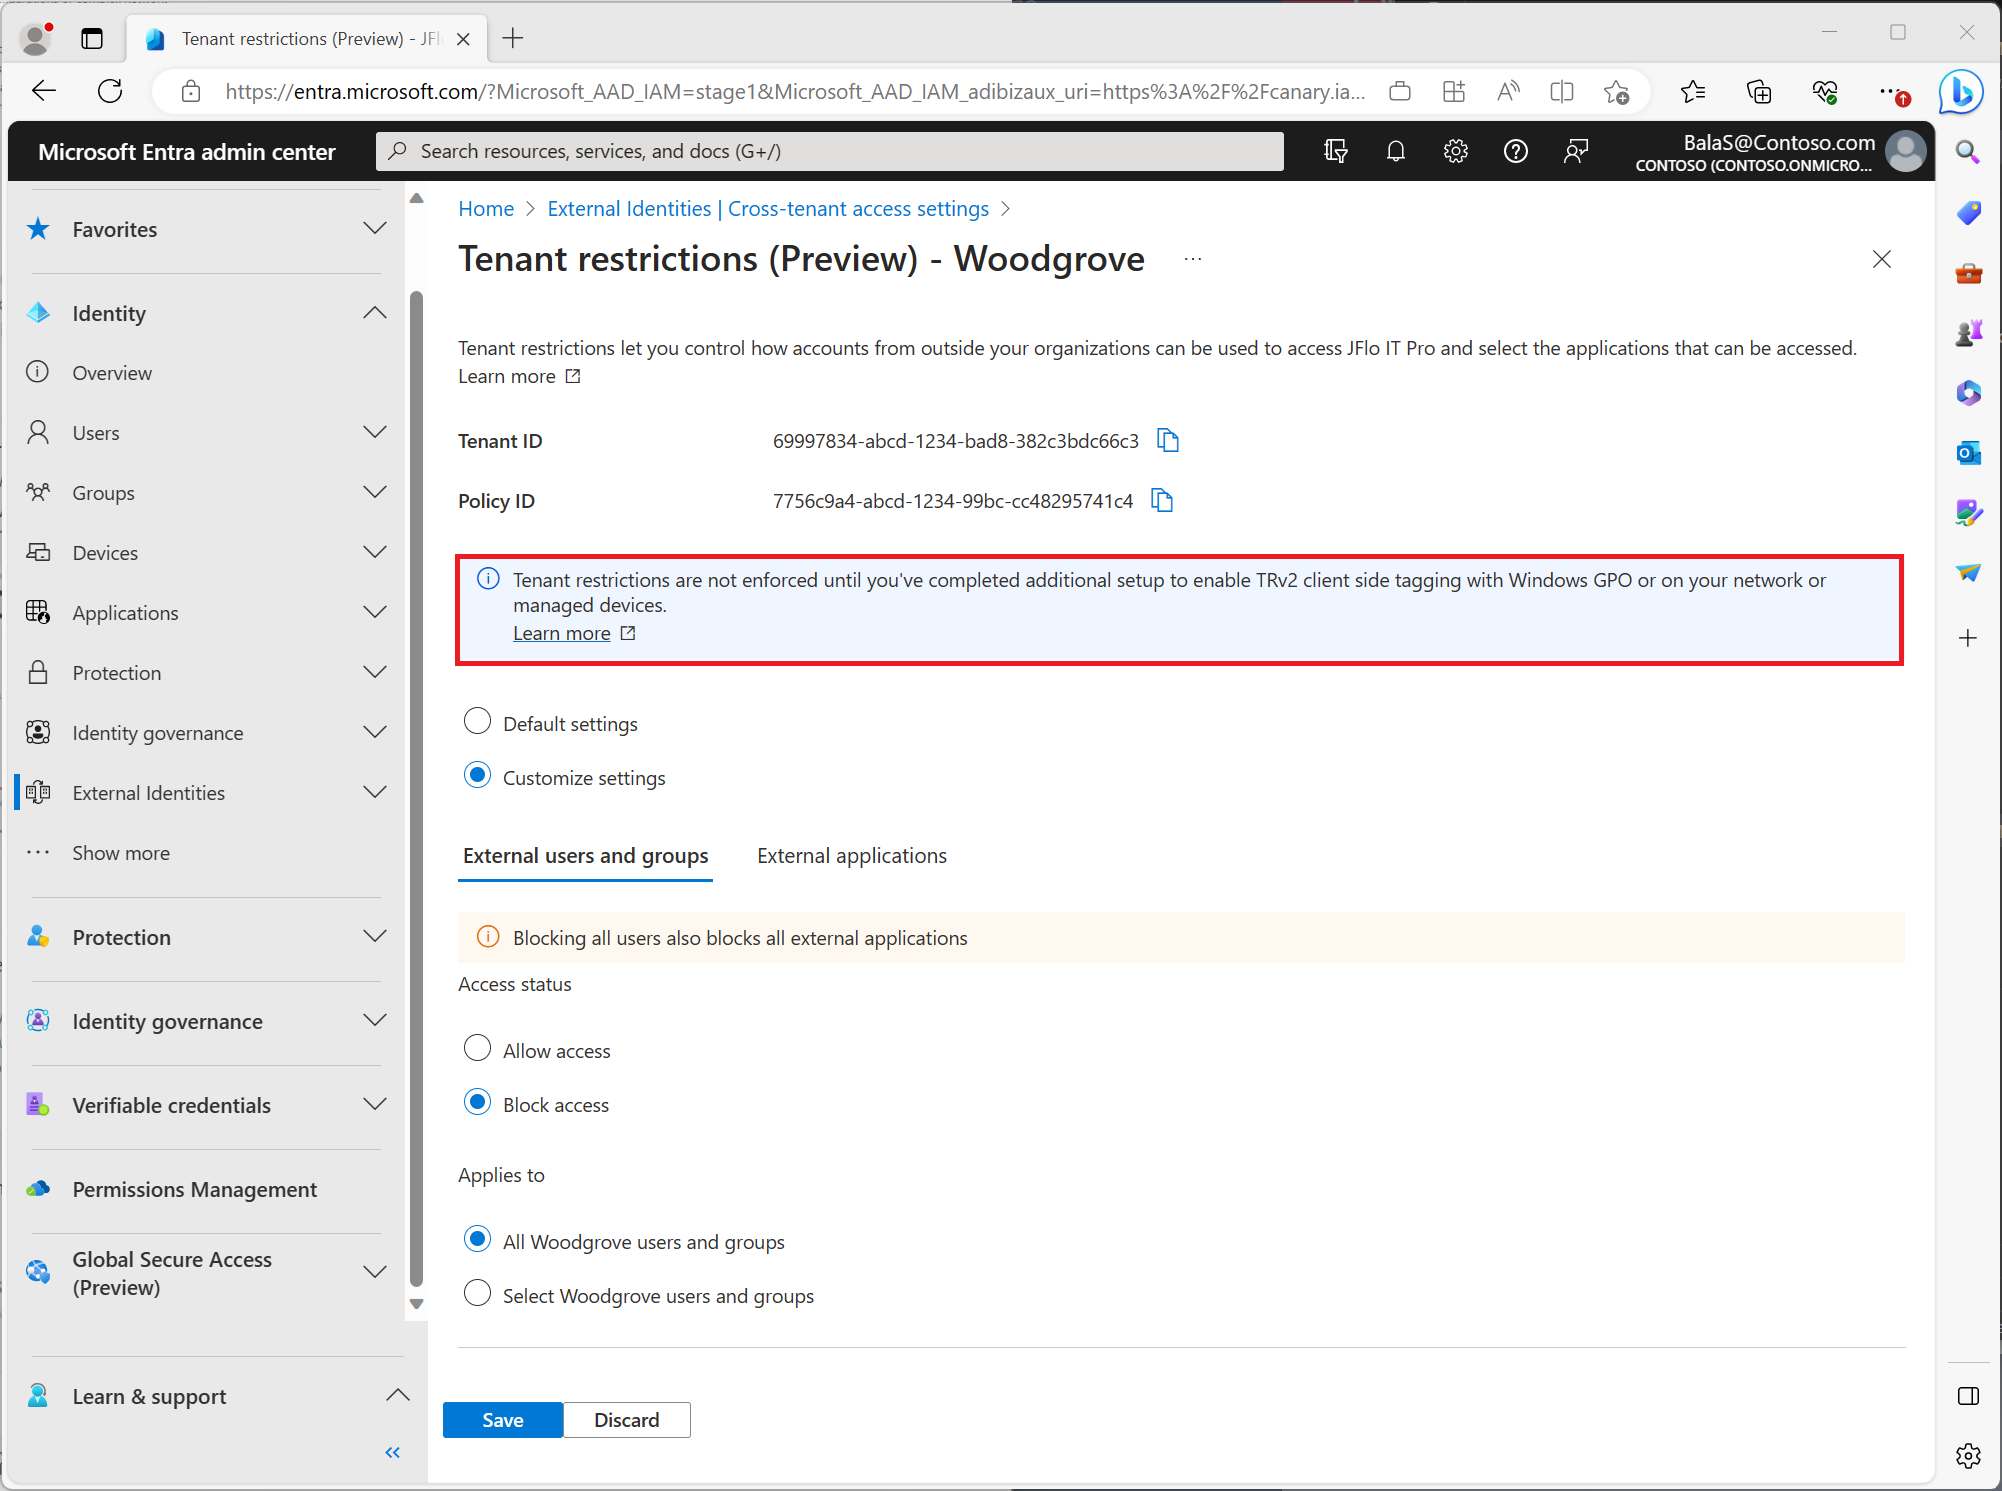 Tenant restrictions (Preview) - JFl
https://entra.microsoft.com/?Microsoft_AAD_IAM=stage1&Microsoft_AAD_IAM_adibizaux_uri=https%3A%2F%2Fcanary.ia...
Microsoft Entra admin center
Search resources, services, and docs (G+/)
BalaS@Contoso.com
CONTOSO (CONTOSO.ONMICRO...
Favorites
Identity
Overview
Users
Groups
Devices
Applications
Protection
Identity governance
External Identities
Show more
Protection
Identity governance
Verifiable credentials
Permissions Management
Global Secure Access
(Preview)
Learn & support
Home > External Identities | Cross-tenant access settings >
Tenant restrictions (Preview) - Woodgrove ...
Tenant restrictions let you control how accounts from outside your organizations can be used to access JFlo IT Pro and select the applications that can be accessed.
Learn more
Tenant ID 69997834-abcd-1234-bad8-382c3bdc66c3
Policy ID 7756c9a4-abcd-1234-99bc-cc48295741c4
Tenant restrictions are not enforced until you've completed additional setup to enable TRv2 client side tagging with Windows GPO or on your network or
managed devices.
Learn more
Default settings
Customize settings
External users and groups External applications
Blocking all users also blocks all external applications
Access status
Allow access
Block access
Applies to
All Woodgrove users and groups
Select Woodgrove users and groups
Save Discard